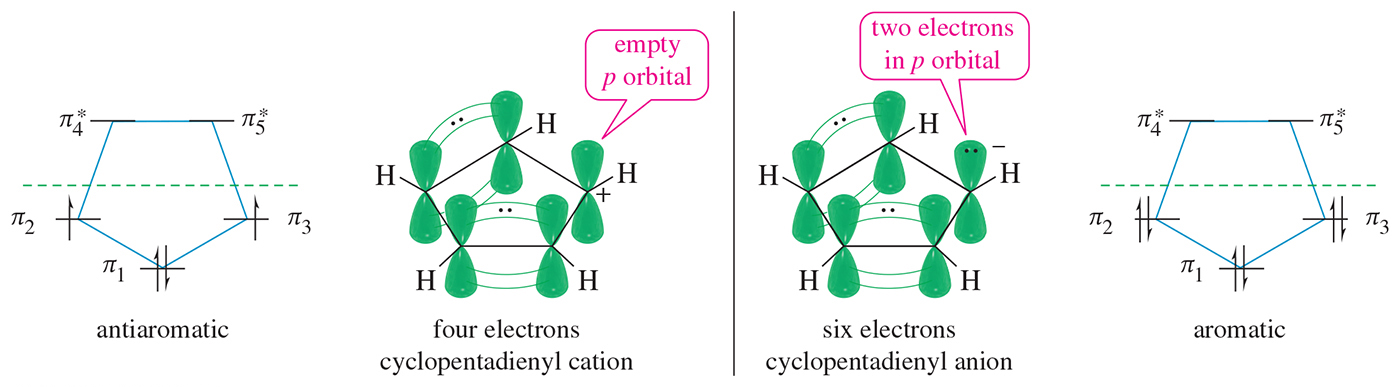 π4*
π5*
π2
π3
π1
antiaromatic
empty
p orbital
H
H
H
H
H
+
four electrons
cyclopentadienyl cation
two electrons
in p orbital
H
H
H
H
H
−
six electrons
cyclopentadienyl anion
π4*
π5*
π2
π3
π1
aromatic